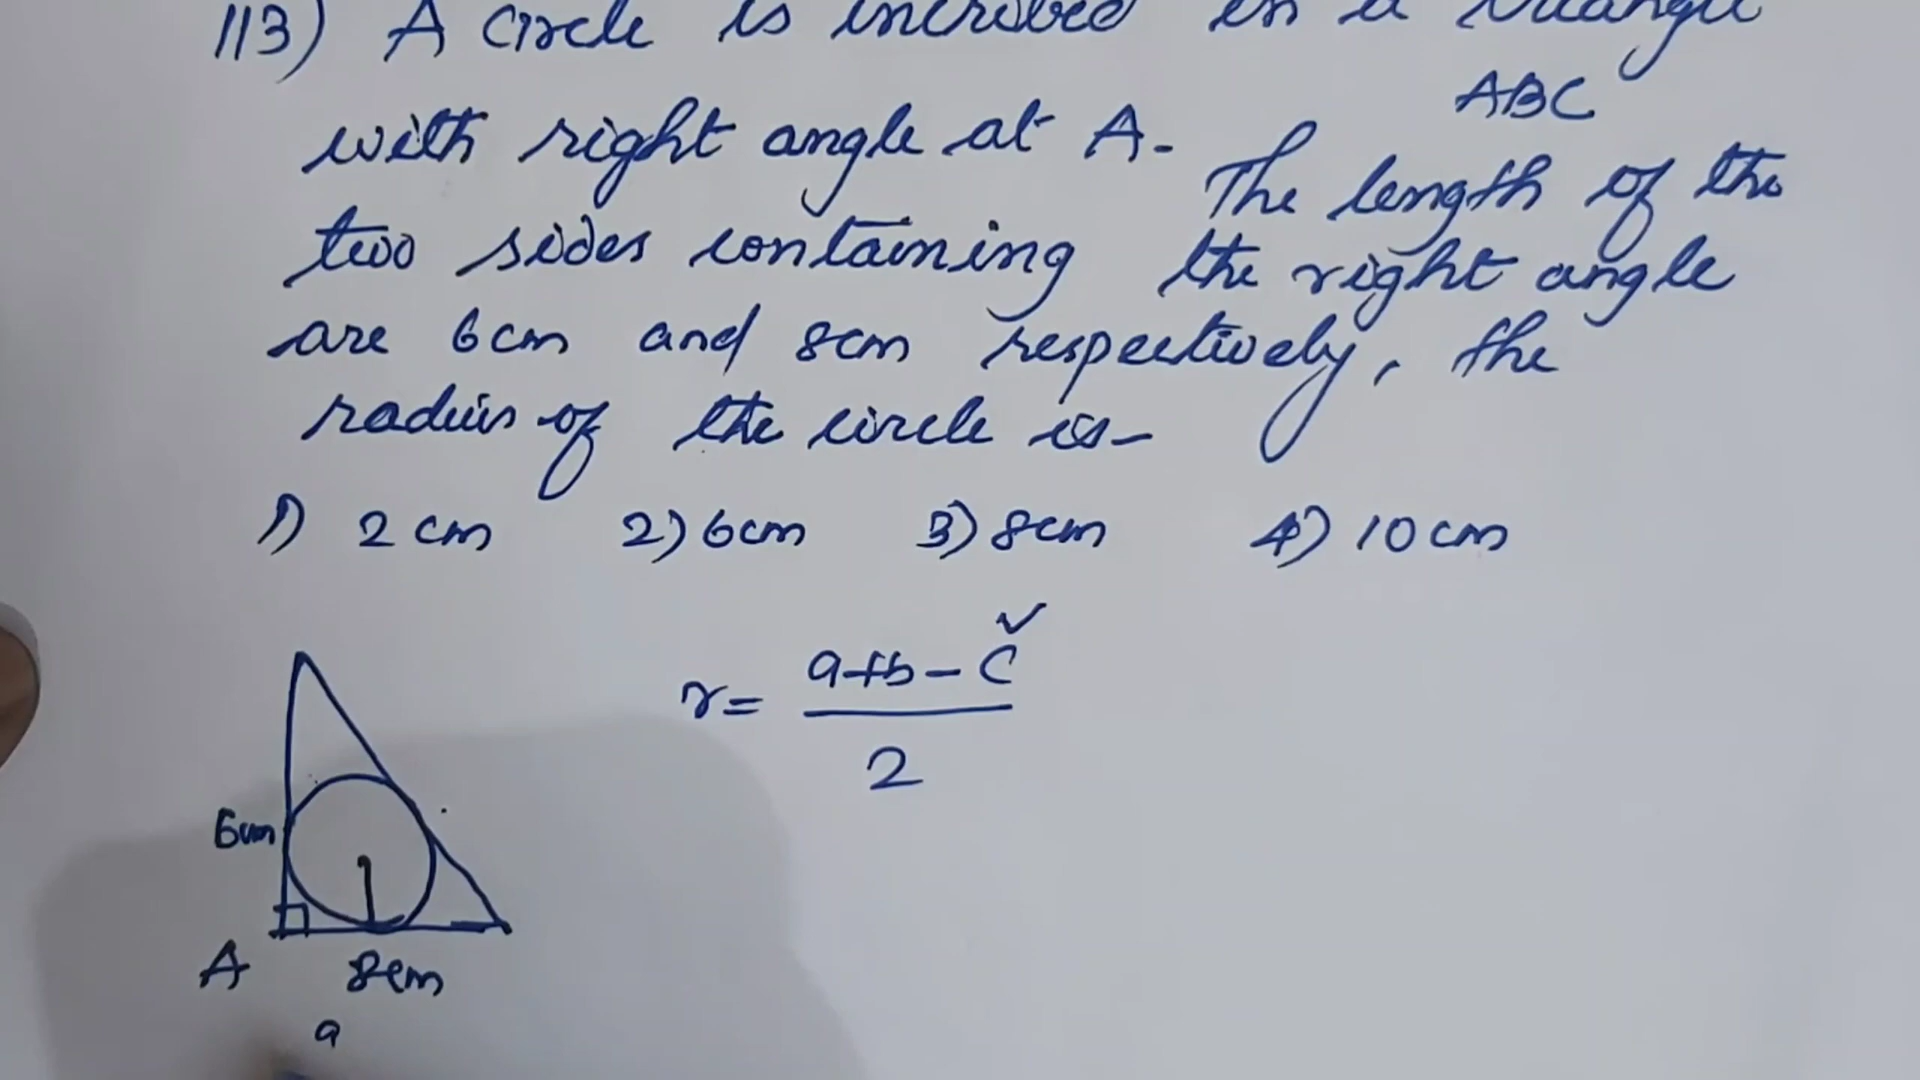 113) A circle is incribed in a triangle
ABC
with right angle at A. The length of the
two sides containing the right angle
are 6cm and 8cm respectively, the
radius of the circle is-
1) 2 cm 2) 6cm 3) 8cm 4) 10 cm
r= a+b-C
2
6cm
A 8cm
a